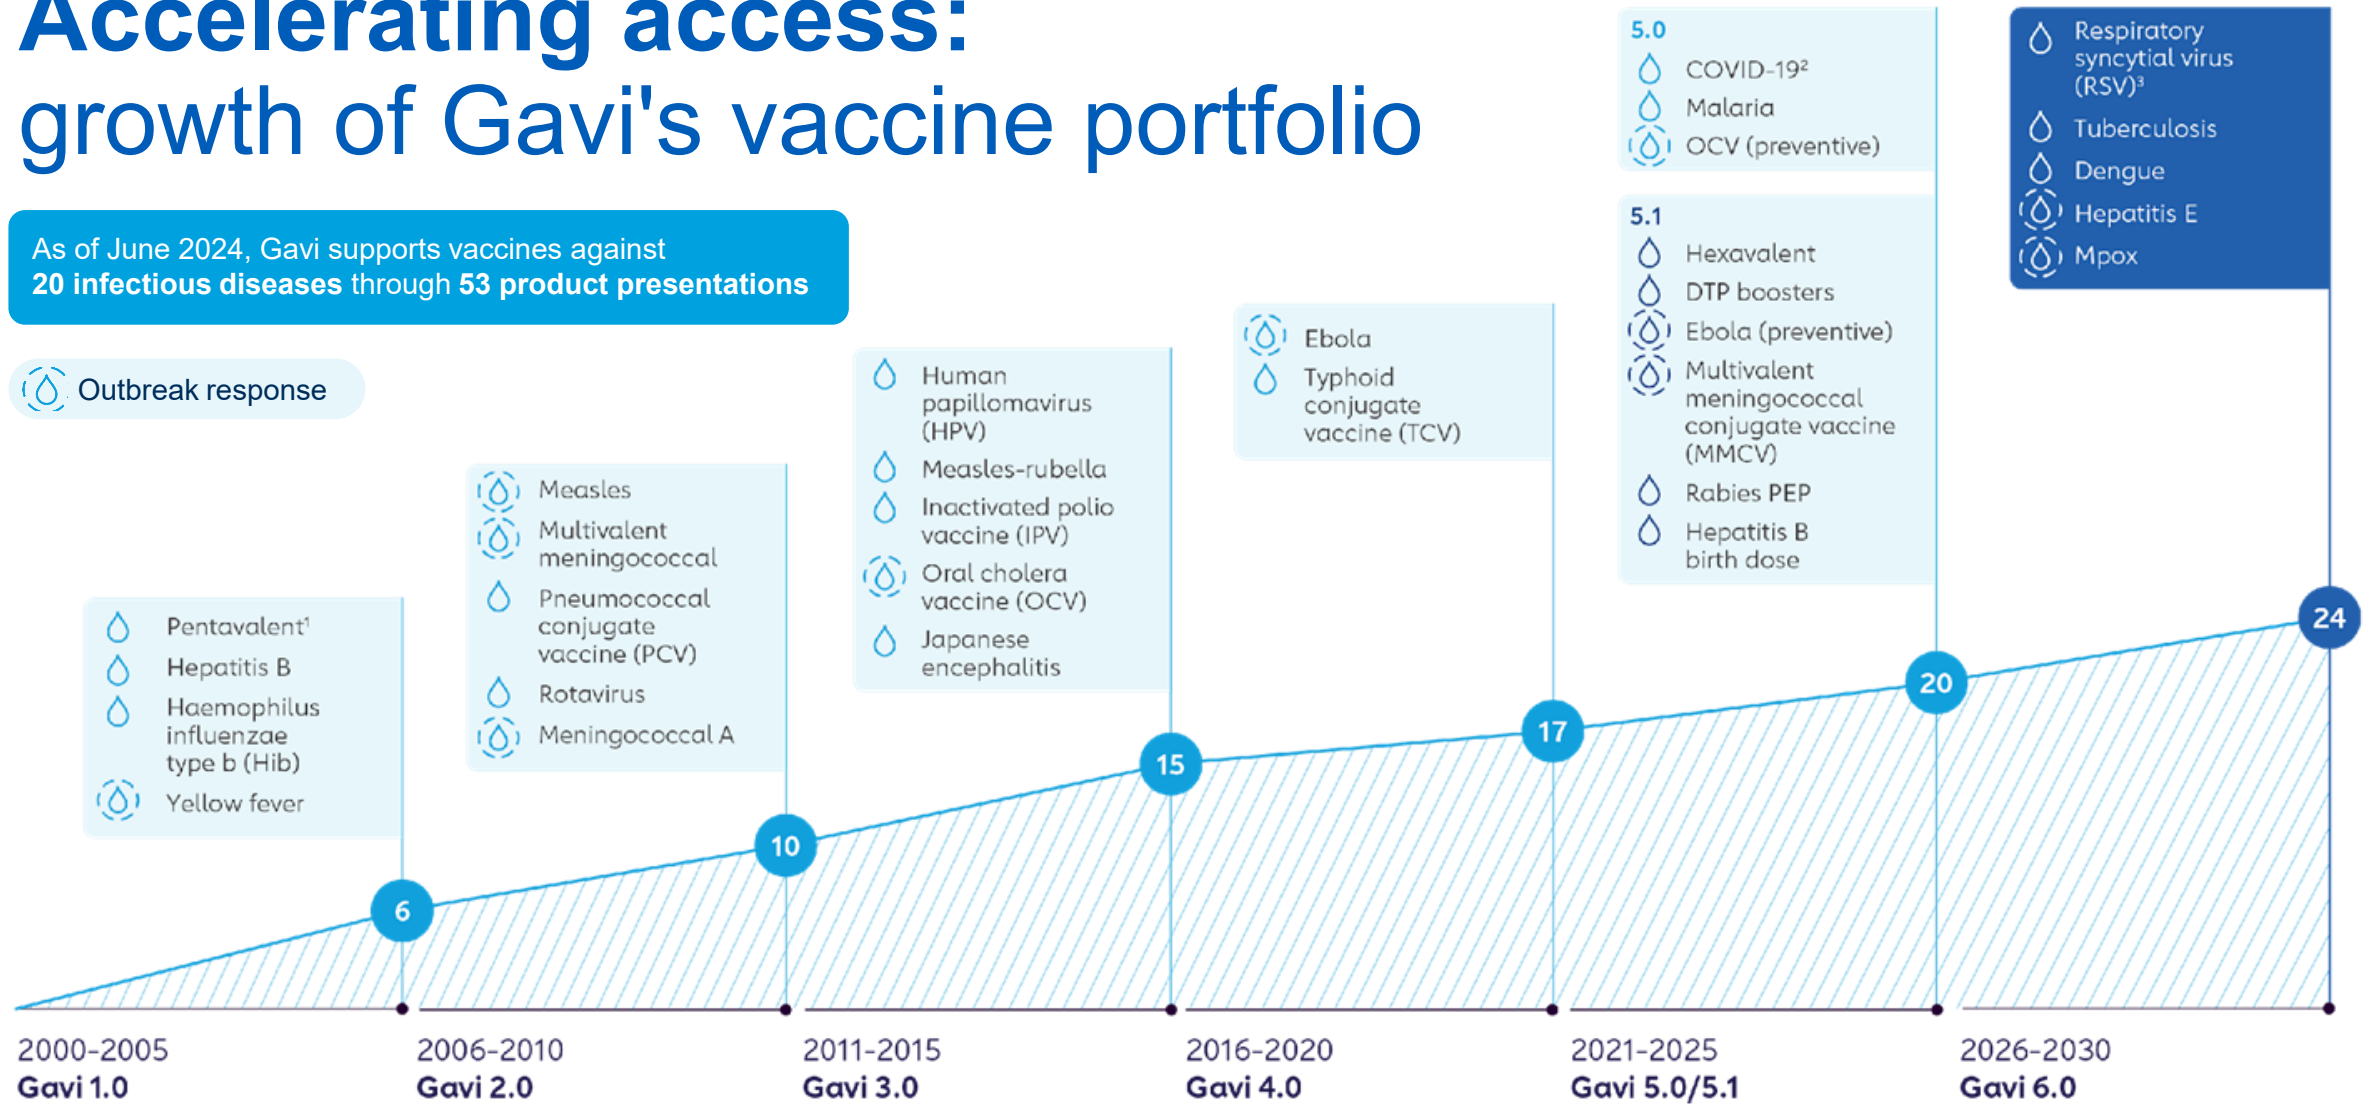 Accelerating access:
growth of Gavi's vaccine portfolio
As of June 2024, Gavi supports vaccines against
20 infectious diseases through 53 product presentations
Outbreak response
Pentavalent¹
Hepatitis B
Haemophilus
influenzae
type b (Hib)
Yellow fever
Measles
Multivalent
meningococcal
Pneumococcal
conjugate
vaccine (PCV)
Rotavirus
Meningococcal A
Human
papillomavirus
(HPV)
Measles-rubella
Inactivated polio
vaccine (IPV)
Oral cholera
vaccine (OCV)
Japanese
encephalitis
Ebola
Typhoid
conjugate
vaccine (TCV)
5.0
COVID-19²
Malaria
OCV (preventive)
5.1
Hexavalent
DTP boosters
Ebola (preventive)
Multivalent
meningococcal
conjugate vaccine
(MMCV)
Rabies PEP
Hepatitis B
birth dose
Respiratory
syncytial virus
(RSV)³
Tuberculosis
Dengue
Hepatitis E
Mpox
6
10
15
17
20
24
2000-2005
Gavi 1.0
2006-2010
Gavi 2.0
2011-2015
Gavi 3.0
2016-2020
Gavi 4.0
2021-2025
Gavi 5.0/5.1
2026-2030
Gavi 6.0